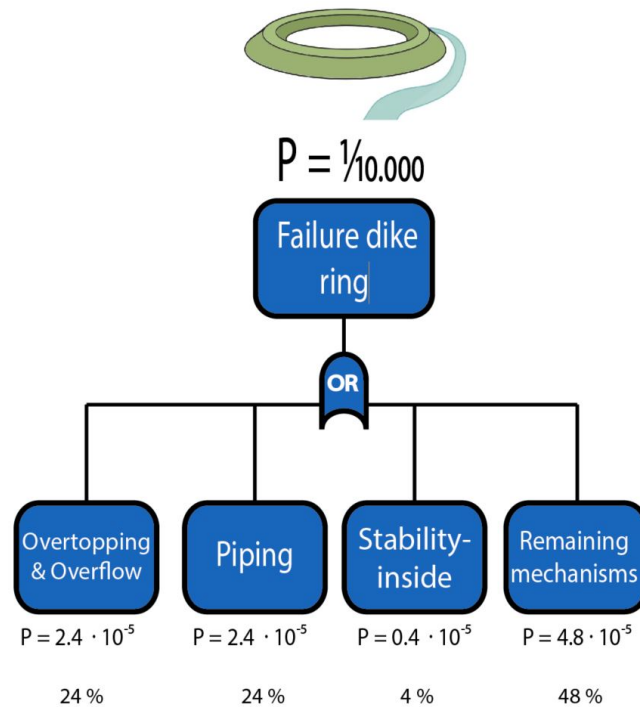 P = ¹⁄10.000
Failure dike
ring
OR
Overtopping
& Overflow
Piping
Stability-
inside
Remaining
mechanisms
P = 2.4 · 10⁻⁵
P = 2.4 · 10⁻⁵
P = 0.4 · 10⁻⁵
P = 4.8 · 10⁻⁵
24 %
24 %
4 %
48 %